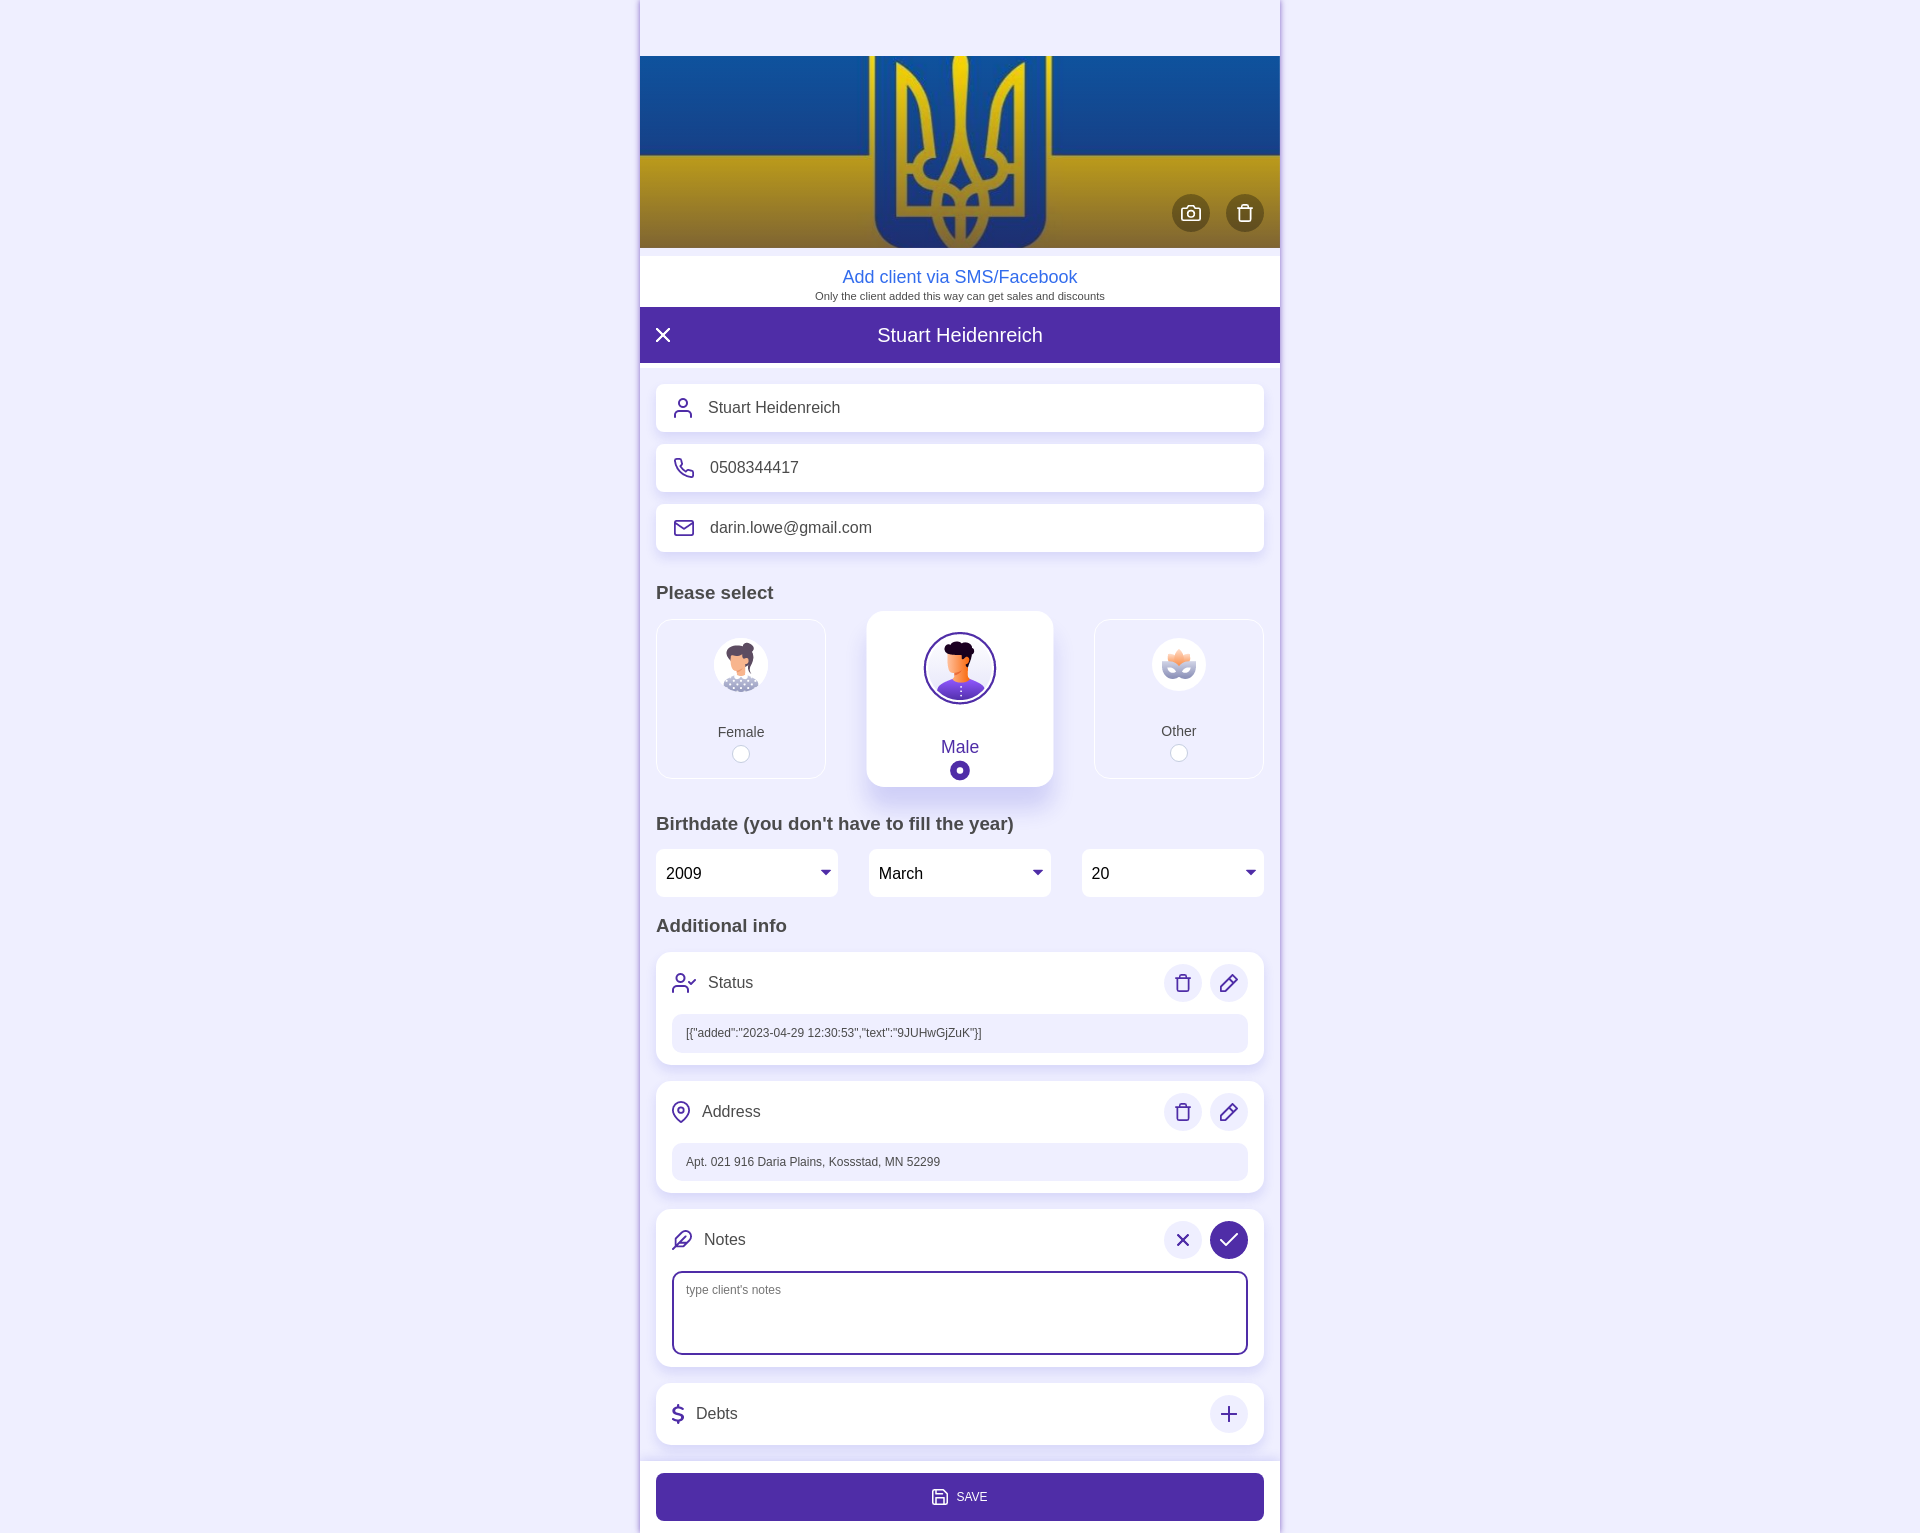 Add client via SMS/Facebook
Only the client added this way can get sales and discounts
Stuart Heidenreich
Stuart Heidenreich
0508344417
darin.lowe@gmail.com
Please select
Female
Male
Other
Birthdate (you don't have to fill the year)
2009
March
20
Additional info
Status
[{"added":"2023-04-29 12:30:53","text":"9JUHwGjZuK"}]
Address
Apt. 021 916 Daria Plains, Kossstad, MN 52299
Notes
type client's notes
Debts
SAVE